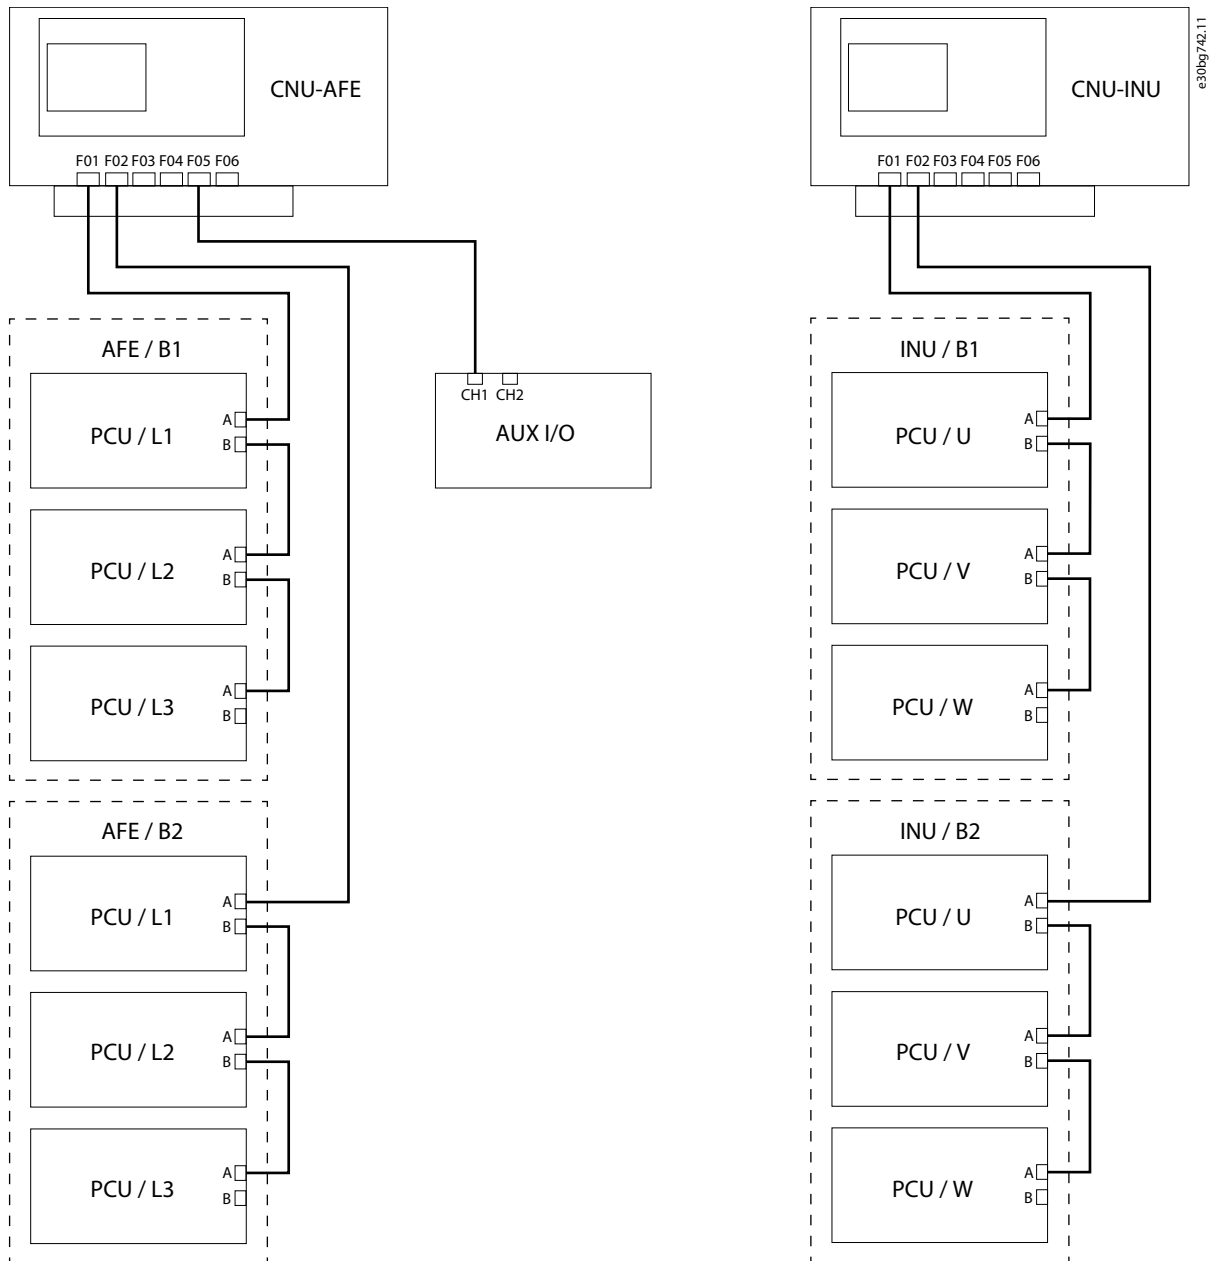 CNU-AFE
F01 F02 F03 F04 F05 F06
AFE / B1
PCU / L1
A
B
PCU / L2
A
B
PCU / L3
A
B
AFE / B2
PCU / L1
A
B
PCU / L2
A
B
PCU / L3
A
B
CH1 CH2
AUX I/O
CNU-INU
F01 F02 F03 F04 F05 F06
INU / B1
PCU / U
A
B
PCU / V
A
B
PCU / W
A
B
INU / B2
PCU / U
A
B
PCU / V
A
B
PCU / W
A
B
e30bg742.11